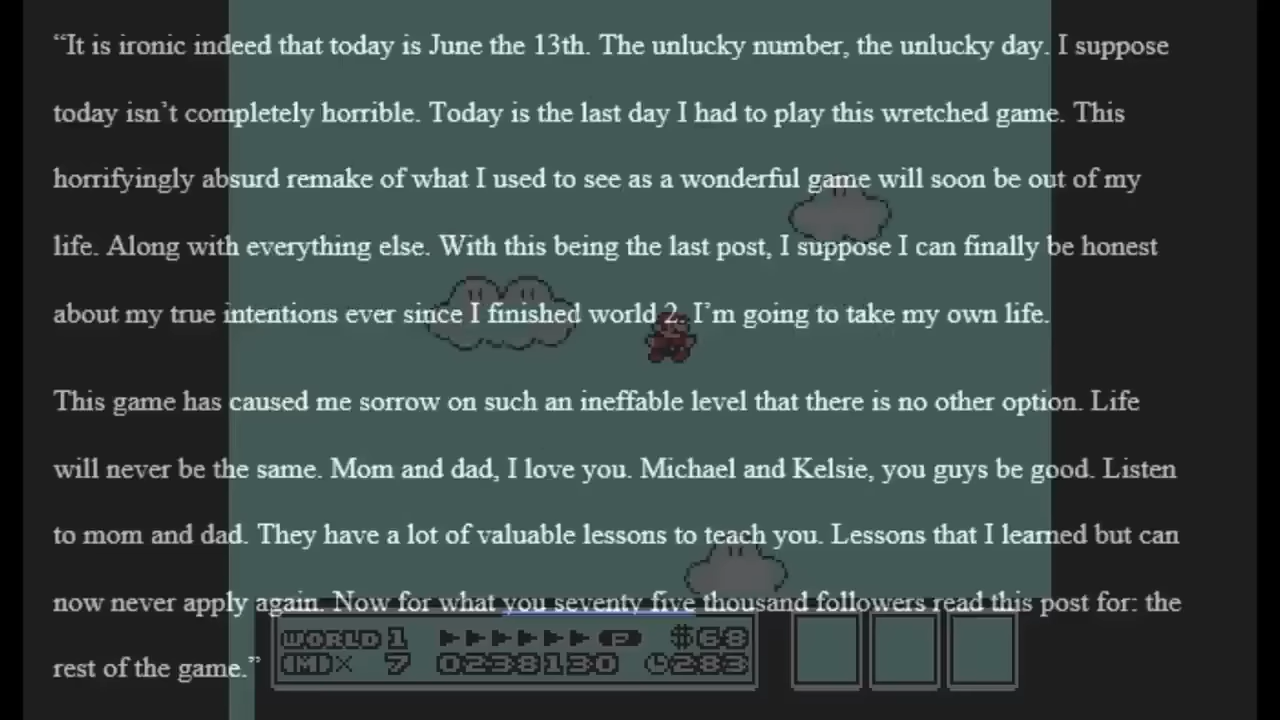 “It is ironic indeed that today is June the 13th. The unlucky number, the unlucky day. I suppose
today isn’t completely horrible. Today is the last day I had to play this wretched game. This
horrifyingly absurd remake of what I used to see as a wonderful game will soon be out of my
life. Along with everything else. With this being the last post, I suppose I can finally be honest
about my true intentions ever since I finished world 2. I’m going to take my own life.
This game has caused me sorrow on such an ineffable level that there is no other option. Life
will never be the same. Mom and dad, I love you. Michael and Kelsie, you guys be good. Listen
to mom and dad. They have a lot of valuable lessons to teach you. Lessons that I learned but can
now never apply again. Now for what you seventy five thousand followers read this post for: the
rest of the game.”
WORLD 1 P $68
M× 7 0238130 283